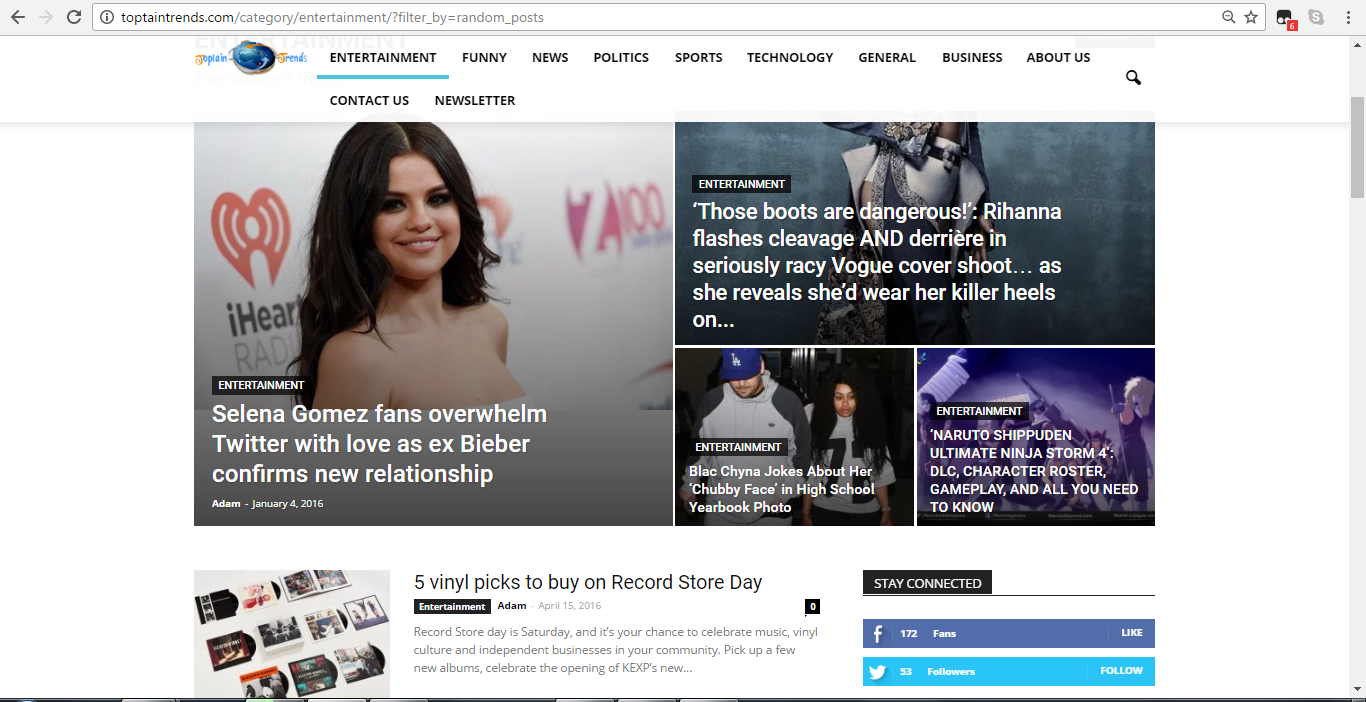 toptaintrends.com/category/entertainment/?filter_by=random_posts
6
ENTERTAINMENT
Toptain Trends
ENTERTAINMENT FUNNY NEWS POLITICS SPORTS TECHNOLOGY GENERAL BUSINESS ABOUT US
CONTACT US NEWSLETTER
iHeart
RADIO
Z100
ENTERTAINMENT
Selena Gomez fans overwhelm
Twitter with love as ex Bieber
confirms new relationship
Adam - January 4, 2016
ENTERTAINMENT
‘Those boots are dangerous!’: Rihanna
flashes cleavage AND derrière in
seriously racy Vogue cover shoot… as
she reveals she’d wear her killer heels
on...
LA
7
ENTERTAINMENT
Blac Chyna Jokes About Her
‘Chubby Face’ in High School
Yearbook Photo
ENTERTAINMENT
‘NARUTO SHIPPUDEN
ULTIMATE NINJA STORM 4’:
DLC, CHARACTER ROSTER,
GAMEPLAY, AND ALL YOU NEED
TO KNOW
5 vinyl picks to buy on Record Store Day
Entertainment Adam - April 15, 2016 0
Record Store day is Saturday, and it’s your chance to celebrate music, vinyl
culture and independent businesses in your community. Pick up a few
new albums, celebrate the opening of KEXP’s new...
STAY CONNECTED
172 Fans LIKE
53 Followers FOLLOW